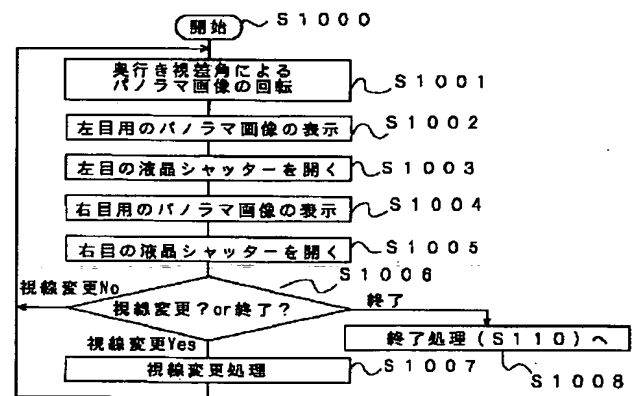 開始
S1000
奥行き視差角による
パノラマ画像の回転
S1001
左目用のパノラマ画像の表示
S1002
左目の液晶シャッターを開く
S1003
右目用のパノラマ画像の表示
S1004
右目の液晶シャッターを開く
S1005
S1006
視線変更No
視線変更?or終了?
終了
視線変更Yes
終了処理(S110)へ
視線変更処理
S1007
S1008